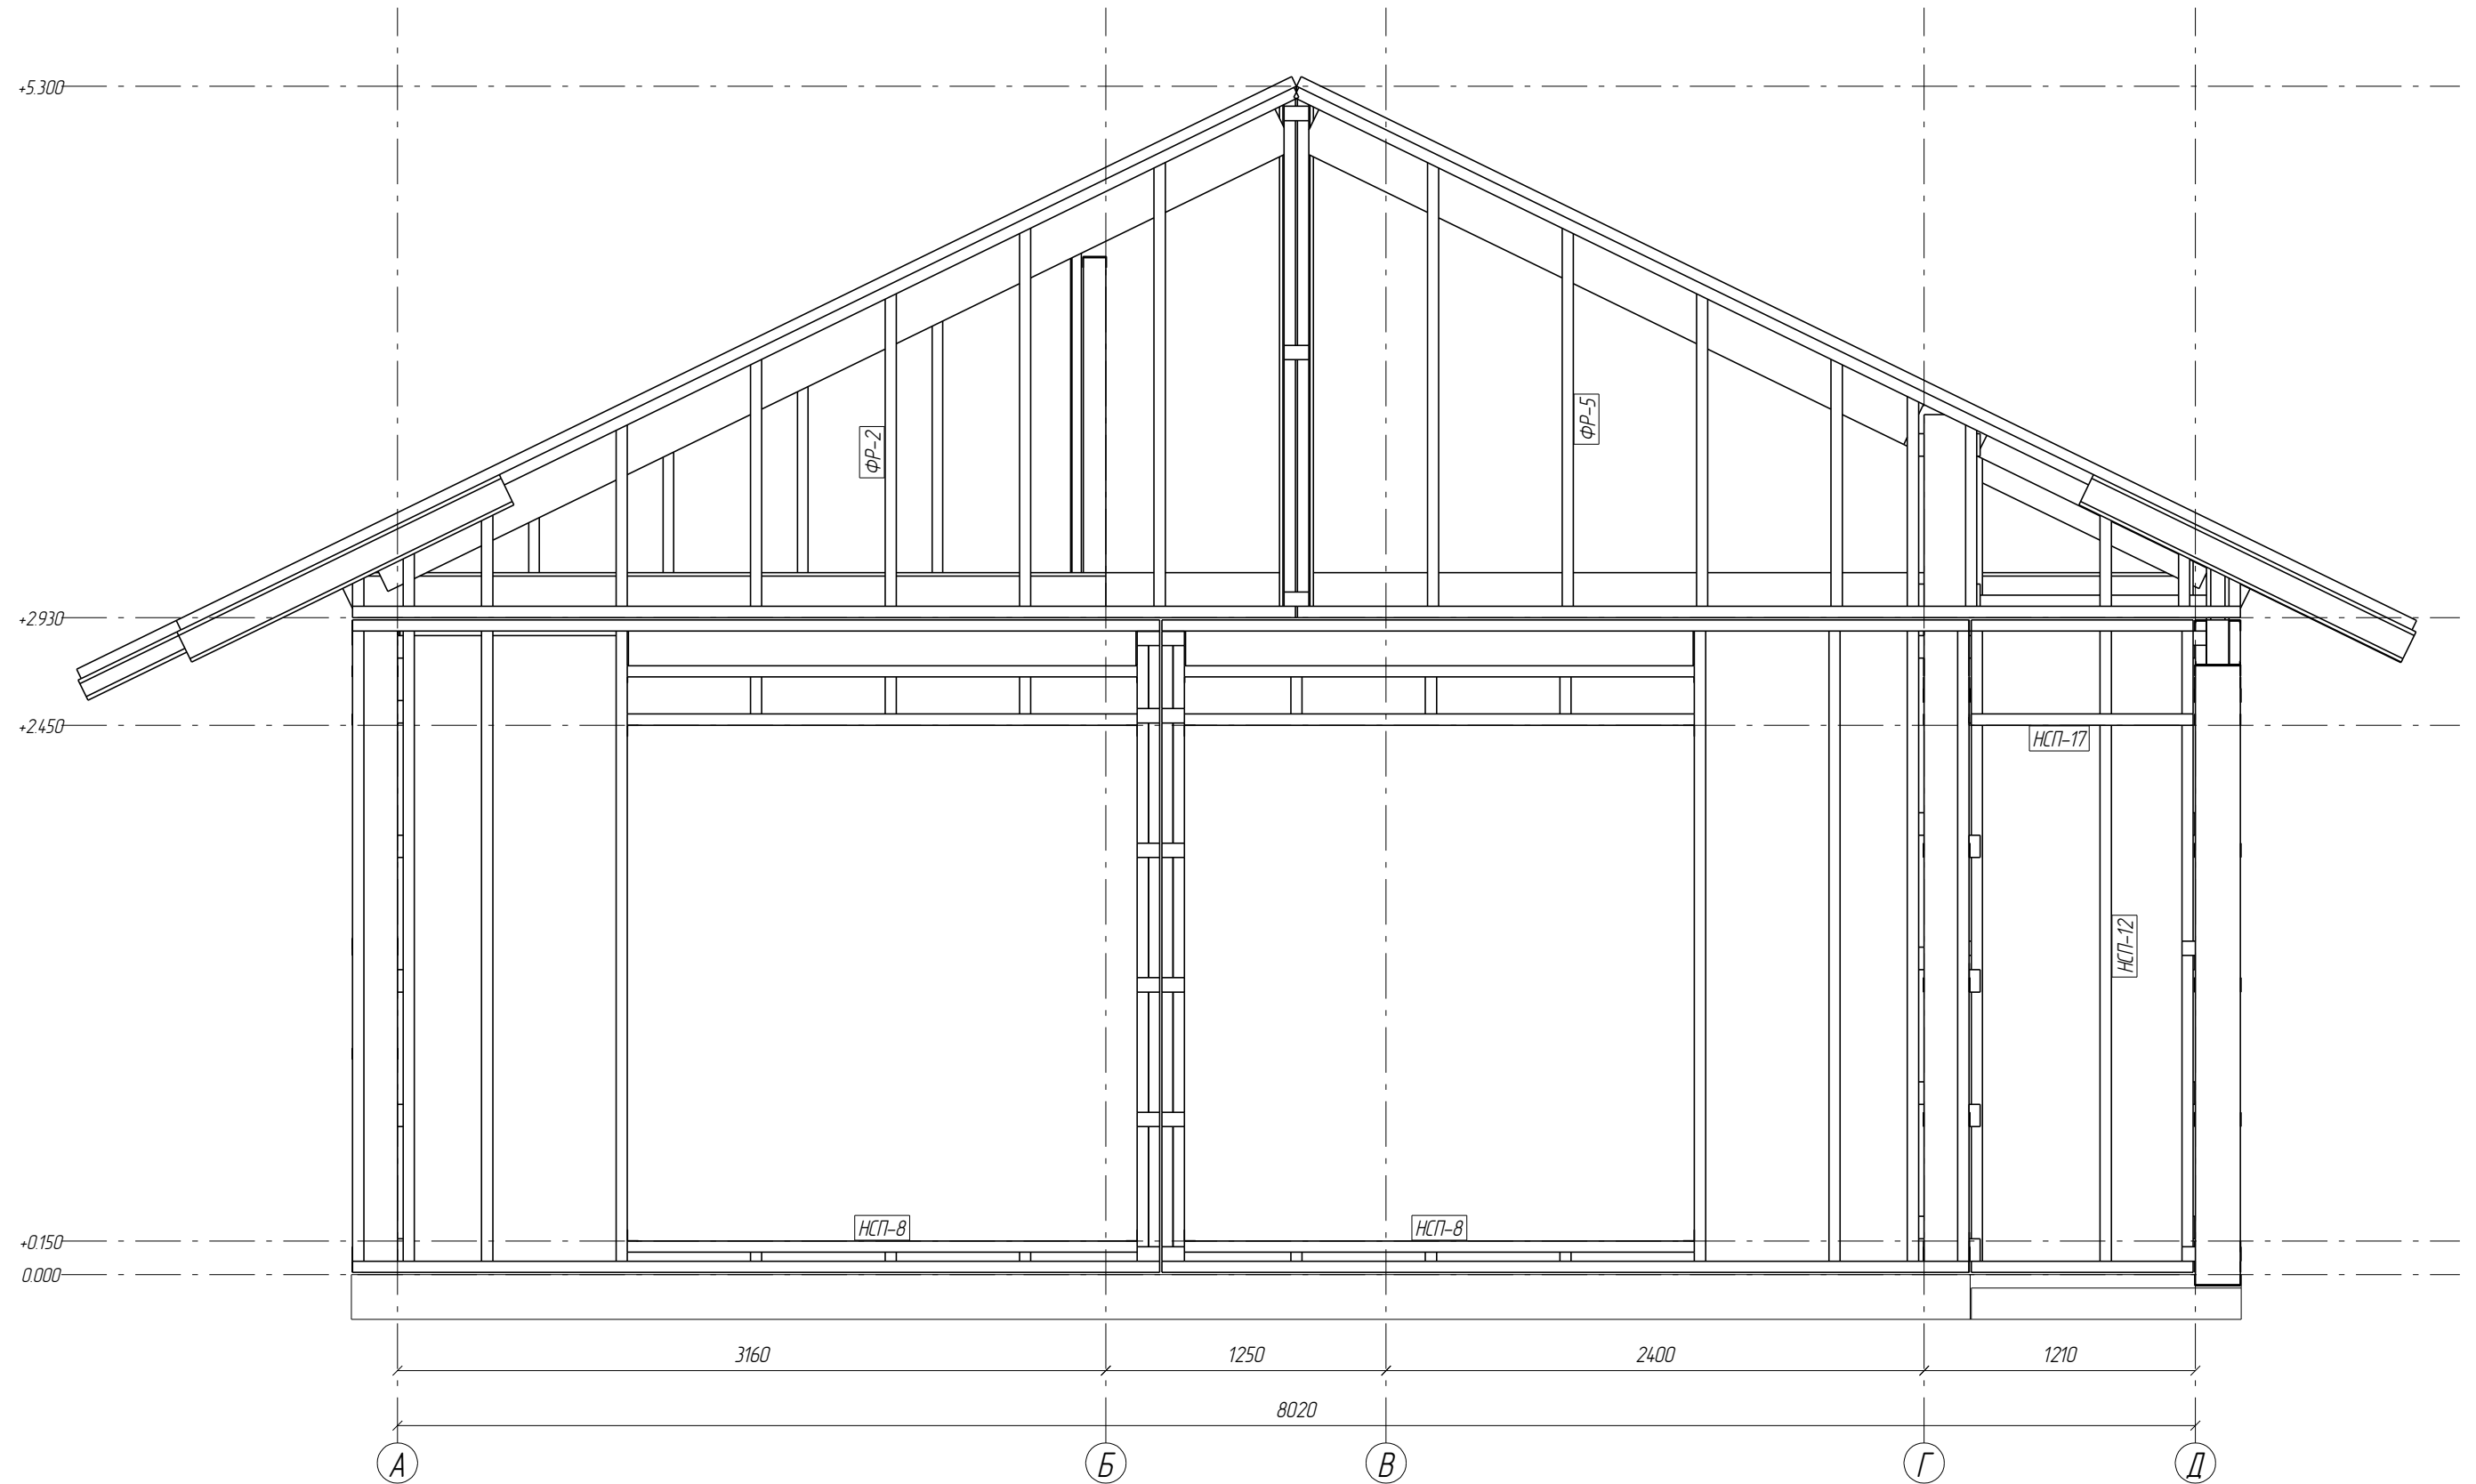 +5.300
ФР-5
ФР-2
+2.930
+2.450
НСП-17
НСП-12
НСП-8
НСП-8
+0.150
0.000
3160
1250
2400
1210
8020
А
Б
В
Г
Д